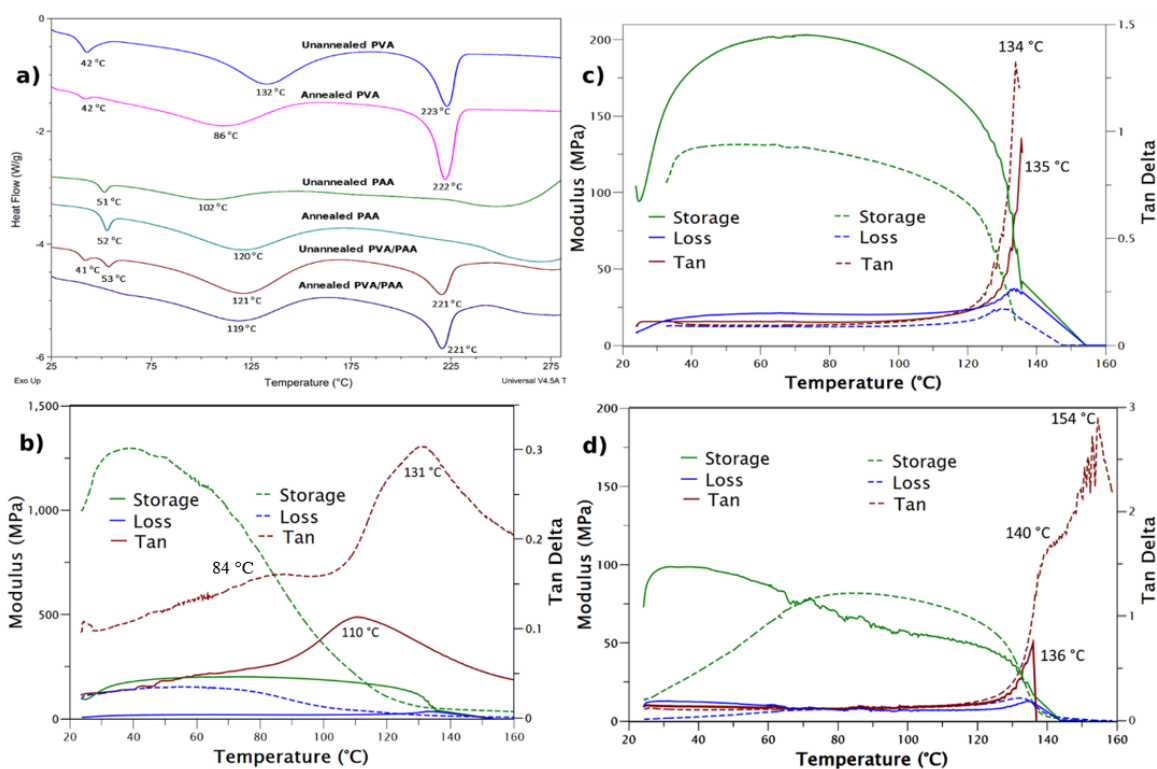 a)
0
-2
-4
-6
Heat Flow (W/g)
Unannealed PVA
42 °C
132 °C
223 °C
Annealed PVA
42 °C
86 °C
222 °C
Unannealed PAA
51 °C
102 °C
Annealed PAA
52 °C
120 °C
Unannealed PVA/PAA
41 °C
53 °C
121 °C
221 °C
Annealed PVA/PAA
119 °C
221 °C
25
75
125
175
225
275
Exo Up
Temperature (°C)
Universal V4.5A T
c)
200
150
100
50
0
Modulus (MPa)
134 °C
135 °C
Storage
Loss
Tan
Storage
Loss
Tan
1.5
1
0.5
0
Tan Delta
20
40
60
80
100
120
140
160
Temperature (°C)
b)
1,500
1,000
500
0
Modulus (MPa)
Storage
Loss
Tan
Storage
Loss
Tan
131 °C
84 °C
110 °C
0.3
0.2
0.1
0
Tan Delta
20
40
60
80
100
120
140
160
Temperature (°C)
d)
200
150
100
50
0
Modulus (MPa)
Storage
Loss
Tan
Storage
Loss
Tan
154 °C
140 °C
136 °C
3
2
1
0
Tan Delta
20
40
60
80
100
120
140
160
Temperature (°C)